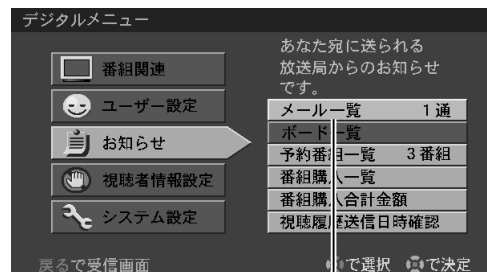 デジタルメニュー
番組関連
ユーザー設定
お知らせ
視聴者情報設定
システム設定
あなた宛に送られる
放送局からのお知らせ
です。
メール一覧 1通
ボード一覧
予約番組一覧 3番組
番組購入一覧
番組購入合計金額
視聴履歴送信日時確認
戻るで受信画面
で選択 で決定